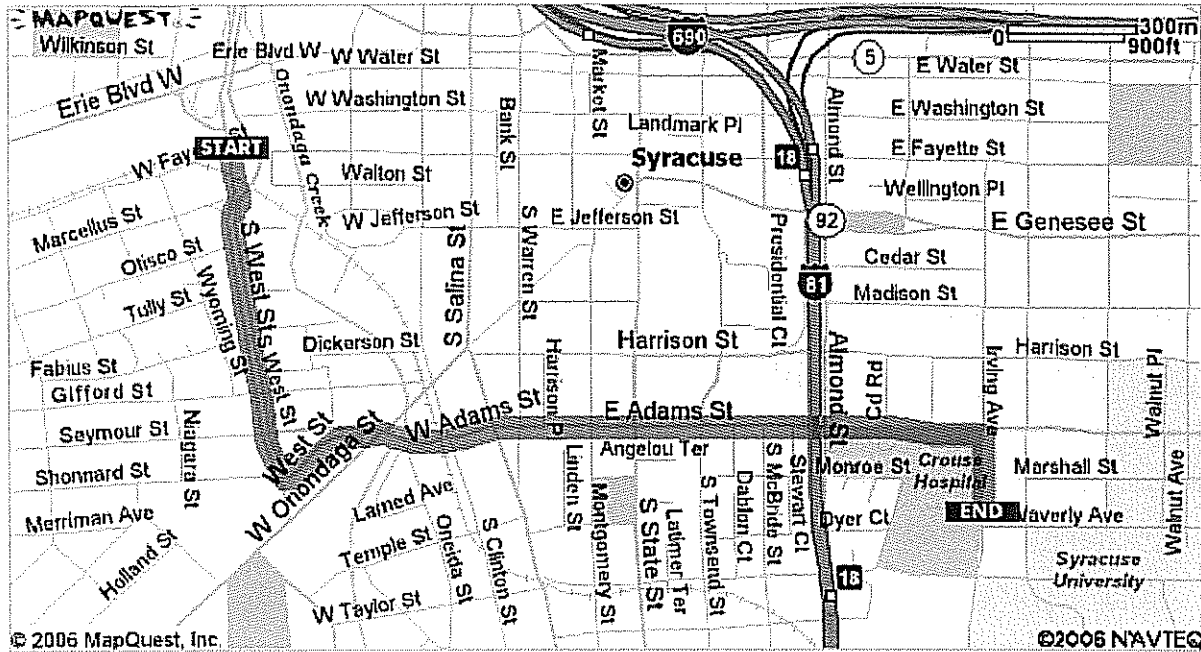 MAPQUEST
Wilkinson St
Erie Blvd W
W Water St
Market St
690
5
0
300m
900ft
E Water St
Erie Blvd W
Onondaga Creek
W Washington St
Bank St
Landmark Pl
Almond St
E Washington St
START
W Fay
Walton St
Syracuse
18
E Fayette St
Wellington Pl
Marcellus St
W Jefferson St
E Jefferson St
92
E Genesee St
Otisco St
S West St
S Salina St
S Warren St
Presidential Ct
Cedar St
81
Madison St
Tully St
Wyoming St
S West St
Dickerson St
Harrison St
Almond St
Harrison St
Fabius St
Gifford St
Harrison Pl
Cd Rd
Irving Ave
Walnut Pl
Seymour St
Niagara St
West St
W Onondaga St
W Adams St
E Adams St
Angelou Ter
Shonnard St
Linden St
S McBride St
Stewart Ct
Monroe St
Crouse Hospital
Marshall St
Walnut Ave
Merriman Ave
Larned Ave
Montgomery St
S State St
Latimer Ter
S Townsend St
Dablon Ct
Dyer Ct
END
Waverly Ave
Holland St
Temple St
Oneida St
S Clinton St
18
Syracuse University
W Taylor St
© 2006 MapQuest, Inc.
©2006 NAVTEQ